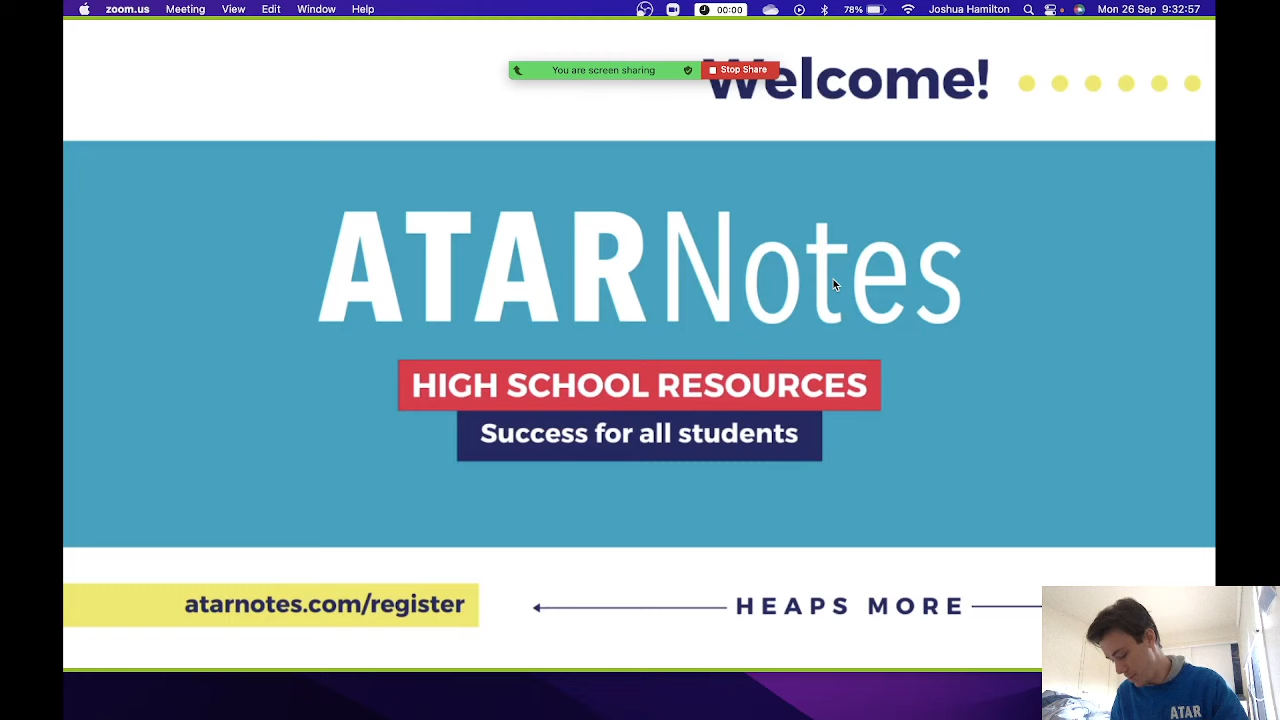 zoom.us Meeting View Edit Window Help 00:00 78% Joshua Hamilton Mon 26 Sep 9:32:57
You are screen sharing Stop Share
Welcome!
ATARNotes
HIGH SCHOOL RESOURCES
Success for all students
atarnotes.com/register
HEAPS MORE
ATAR